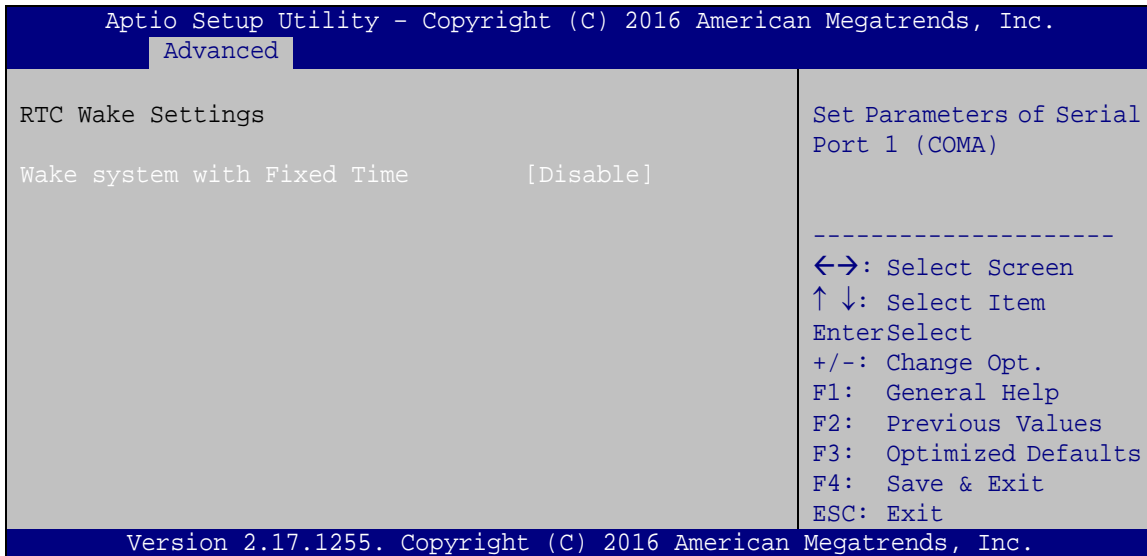 Aptio Setup Utility – Copyright (C) 2016 American Megatrends, Inc.
Advanced
RTC Wake Settings
Wake system with Fixed Time [Disable]
Set Parameters of Serial
Port 1 (COMA)
---------------------
←→: Select Screen
↑ ↓: Select Item
EnterSelect
+/-: Change Opt.
F1: General Help
F2: Previous Values
F3: Optimized Defaults
F4: Save & Exit
ESC: Exit
Version 2.17.1255. Copyright (C) 2016 American Megatrends, Inc.